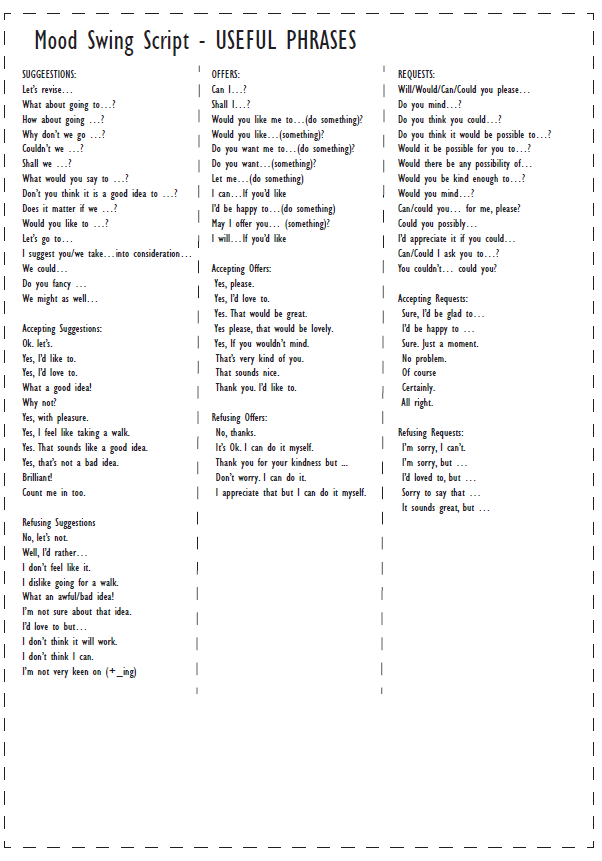 Mood Swing Script - USEFUL PHRASES
SUGGEESTIONS:
Let's revise…
What about going to…?
How about going …?
Why don't we go …?
Couldn't we …?
Shall we …?
What would you say to …?
Don't you think it is a good idea to …?
Does it matter if we …?
Would you like to …?
Let's go to…
I suggest you/we take…into consideration…
We could…
Do you fancy …
We might as well…
Accepting Suggestions:
Ok. let's.
Yes, I'd like to.
Yes, I'd love to.
What a good idea!
Why not?
Yes, with pleasure.
Yes, I feel like taking a walk.
Yes. That sounds like a good idea.
Yes, that's not a bad idea.
Brilliant!
Count me in too.
Refusing Suggestions
No, let's not.
Well, I'd rather…
I don't feel like it.
I dislike going for a walk.
What an awful/bad idea!
I'm not sure about that idea.
I'd love to but…
I don't think it will work.
I don't think I can.
I'm not very keen on (+_ing)
OFFERS:
Can I…?
Shall I…?
Would you like me to…(do something)?
Would you like…(something)?
Do you want me to…(do something)?
Do you want…(something)?
Let me…(do something)
I can…If you'd like
I'd be happy to…(do something)
May I offer you… (something)?
I will…If you'd like
Accepting Offers:
Yes, please.
Yes, I'd love to.
Yes. That would be great.
Yes please, that would be lovely.
Yes, If you wouldn't mind.
That's very kind of you.
That sounds nice.
Thank you. I'd like to.
Refusing Offers:
No, thanks.
It's Ok. I can do it myself.
Thank you for your kindness but ...
Don't worry. I can do it.
I appreciate that but I can do it myself.
REQUESTS:
Will/Would/Can/Could you please…
Do you mind…?
Do you think you could…?
Do you think it would be possible to…?
Would it be possible for you to…?
Would there be any possibility of…
Would you be kind enough to…?
Would you mind…?
Can/could you… for me, please?
Could you possibly…
I'd appreciate it if you could…
Can/Could I ask you to…?
You couldn't… could you?
Accepting Requests:
Sure, I'd be glad to…
I'd be happy to …
Sure. Just a moment.
No problem.
Of course
Certainly.
All right.
Refusing Requests:
I'm sorry, I can't.
I'm sorry, but …
I'd loved to, but …
Sorry to say that …
It sounds great, but …